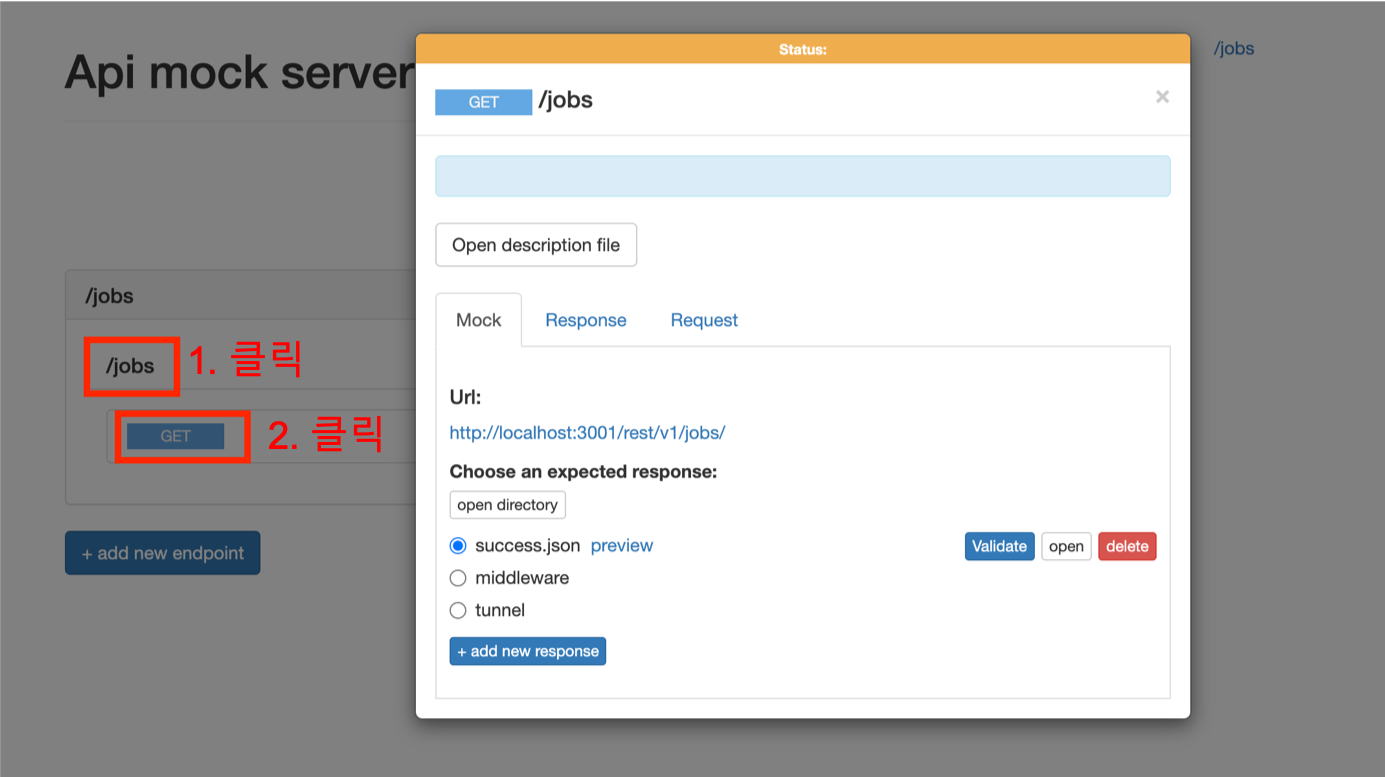 Api mock server
/jobs
/jobs
/jobs 1. 클릭
GET 2. 클릭
+ add new endpoint
Status:
GET /jobs
×
Open description file
Mock Response Request
Url:
http://localhost:3001/rest/v1/jobs/
Choose an expected response:
open directory
success.json preview Validate open delete
middleware
tunnel
+ add new response